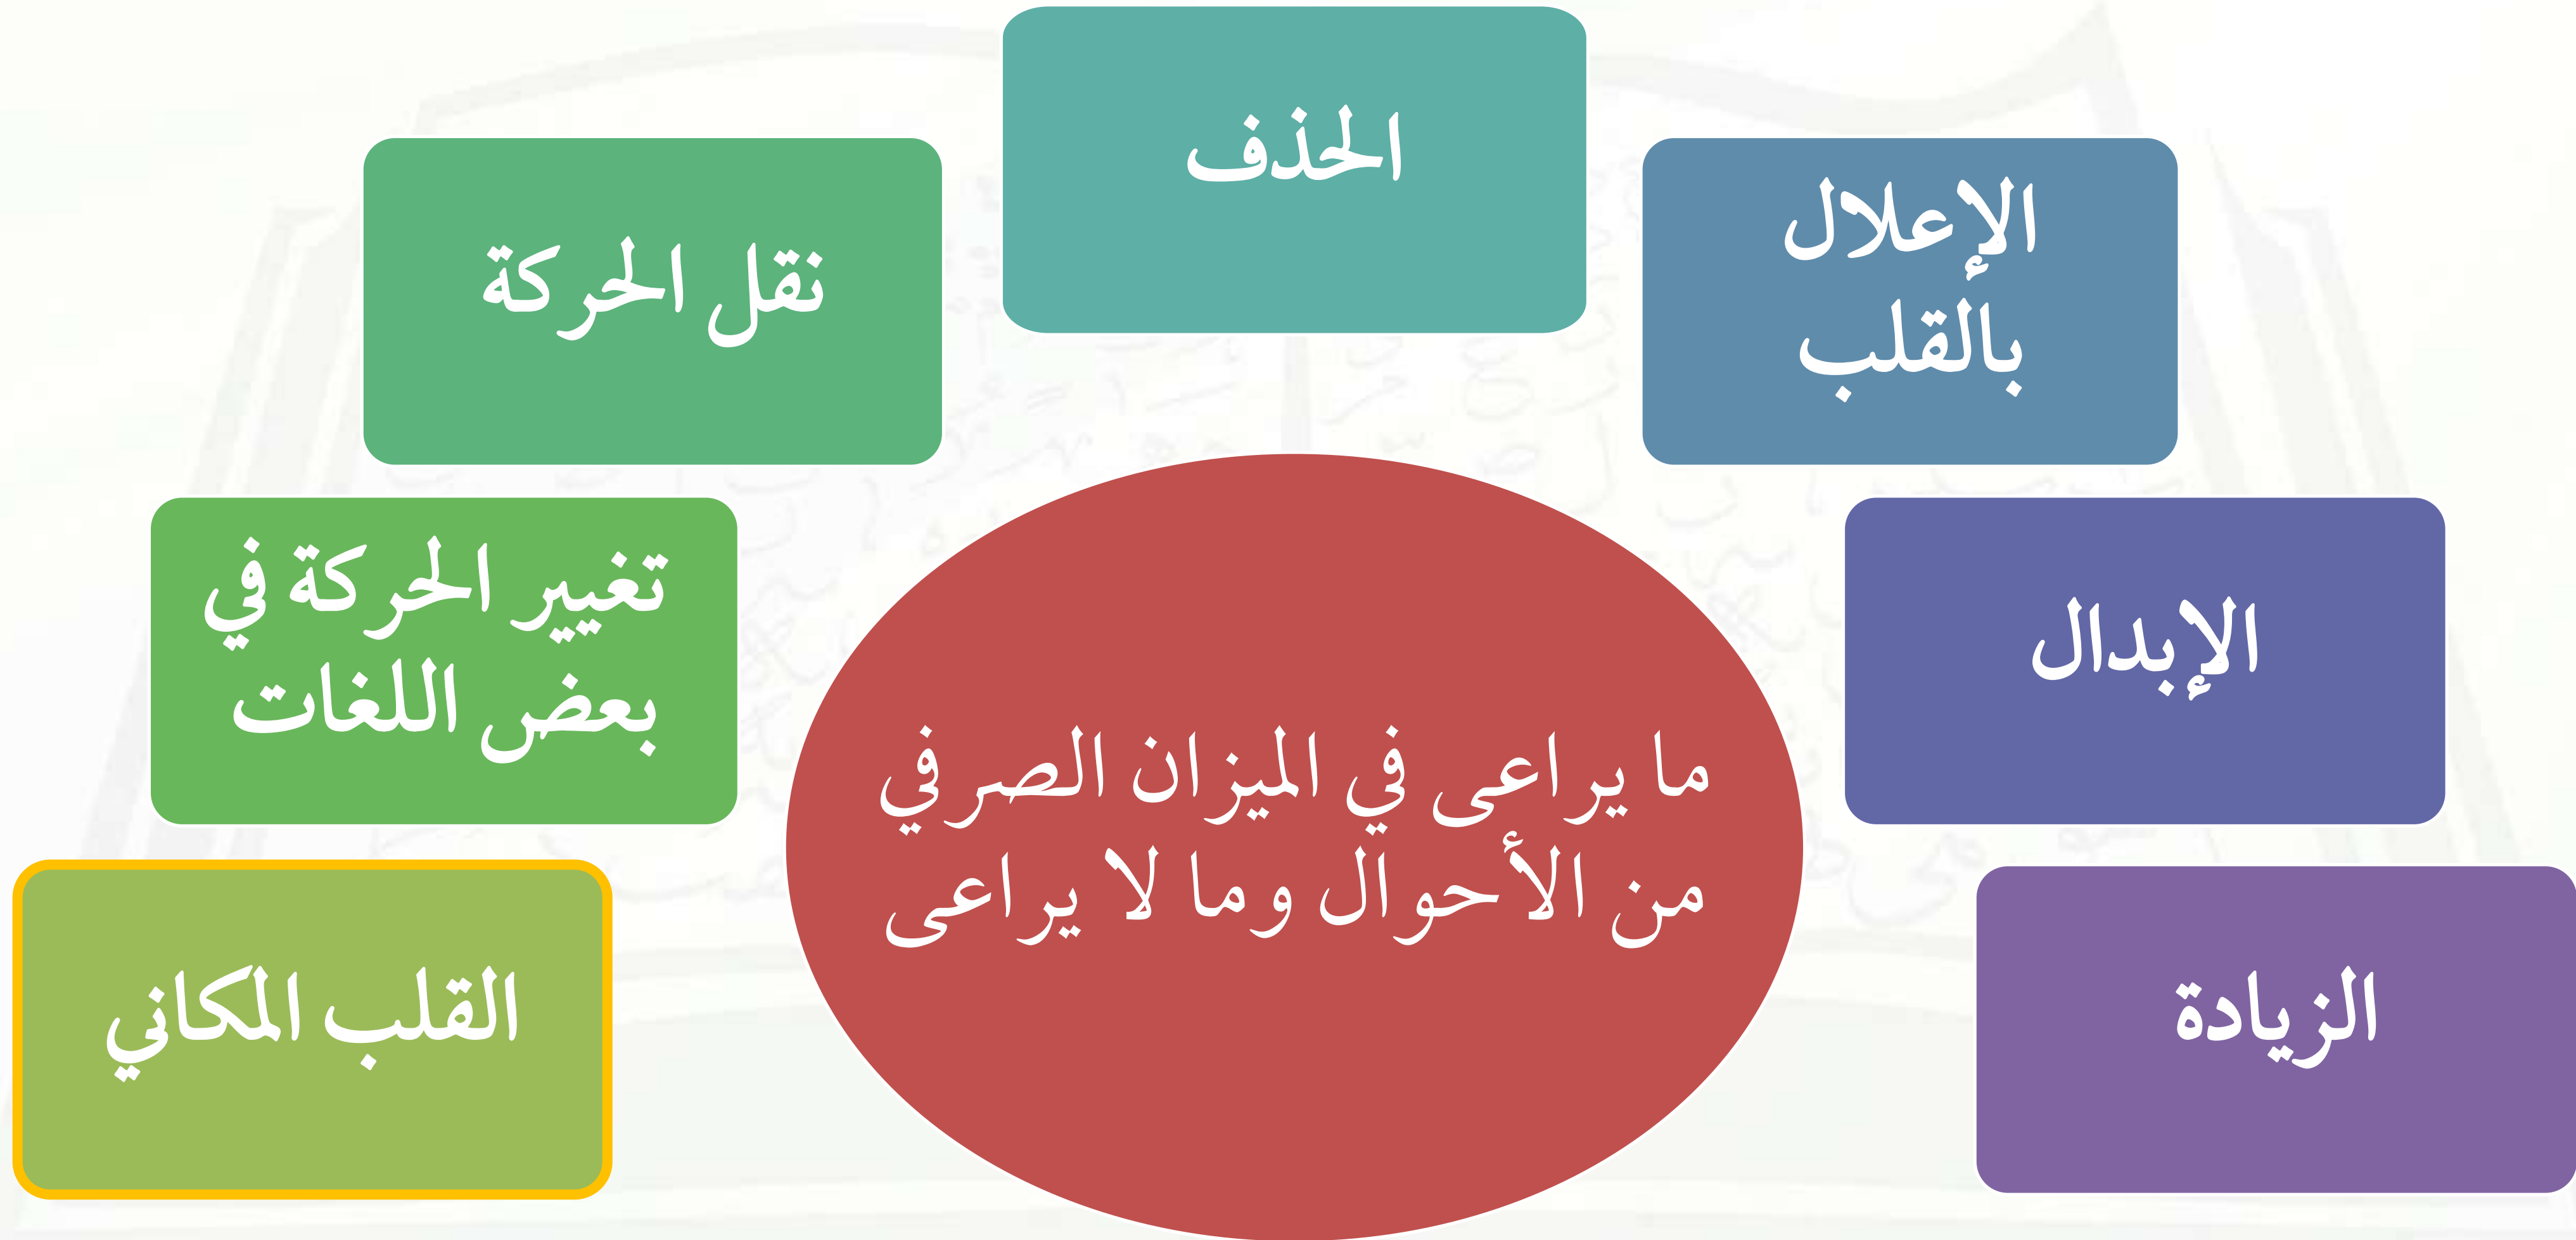 ما يراعى في الميزان الصرفي
من الأحوال وما لا يراعى
الزيادة
الإبدال
الإعلال
بالقلب
الحذف
نقل الحركة
تغيير الحركة في
بعض اللغات
القلب المكاني